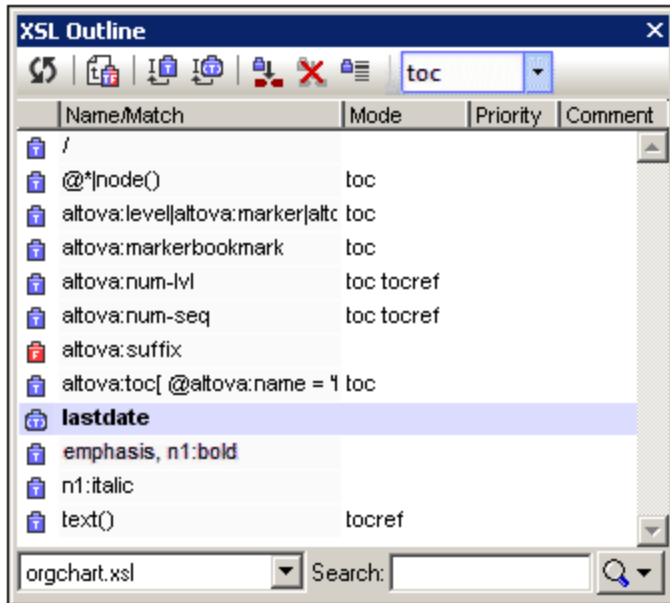 XSL Outline
toc
Name/Match Mode Priority Comment
/
@*|node() toc
altova:level|altova:marker|altc toc
altova:markerbookmark toc
altova:num-lvl toc tocref
altova:num-seq toc tocref
altova:suffix
altova:toc[ @altova:name = toc
lastdate
emphasis, n1:bold
n1:italic
text() tocref
orgchart.xsl Search: